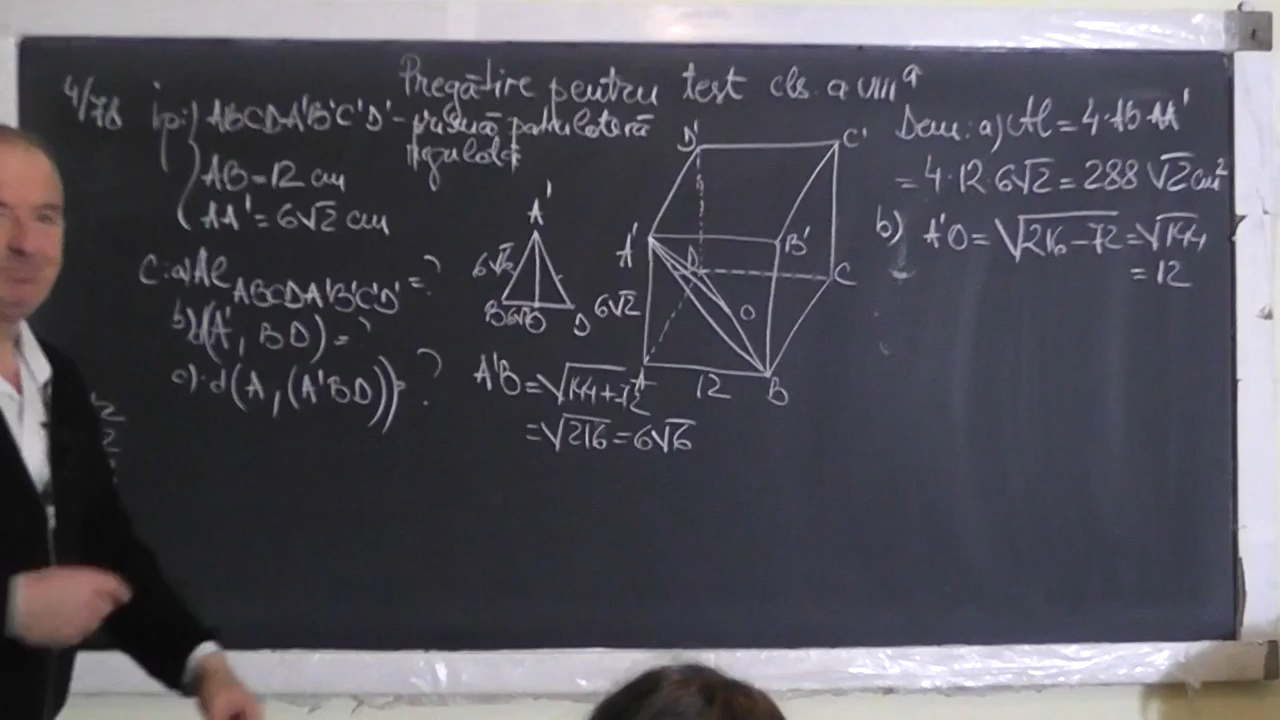 Pregătire pentru test cls. a VIII a
4/78 ip:} ABCDA'B'C'D' - prismă patrulateră
regulată
AB=12 cm
AA'=6√2 cm
C: a) Al ABCDA'B'C'D' = ?
b) d(A', BD) = ?
c) d(A, (A'BD)) = ?
A'
6√6
B 6√2 O D
A'B = √144+72
= √216 = 6√6
D' C'
A' B'
D C
6√2 O
A 12 B
Dem: a) Al = 4·Ab·AA'
= 4·12·6√2 = 288√2 cm²
b) A'O = √216-72 = √144
= 12